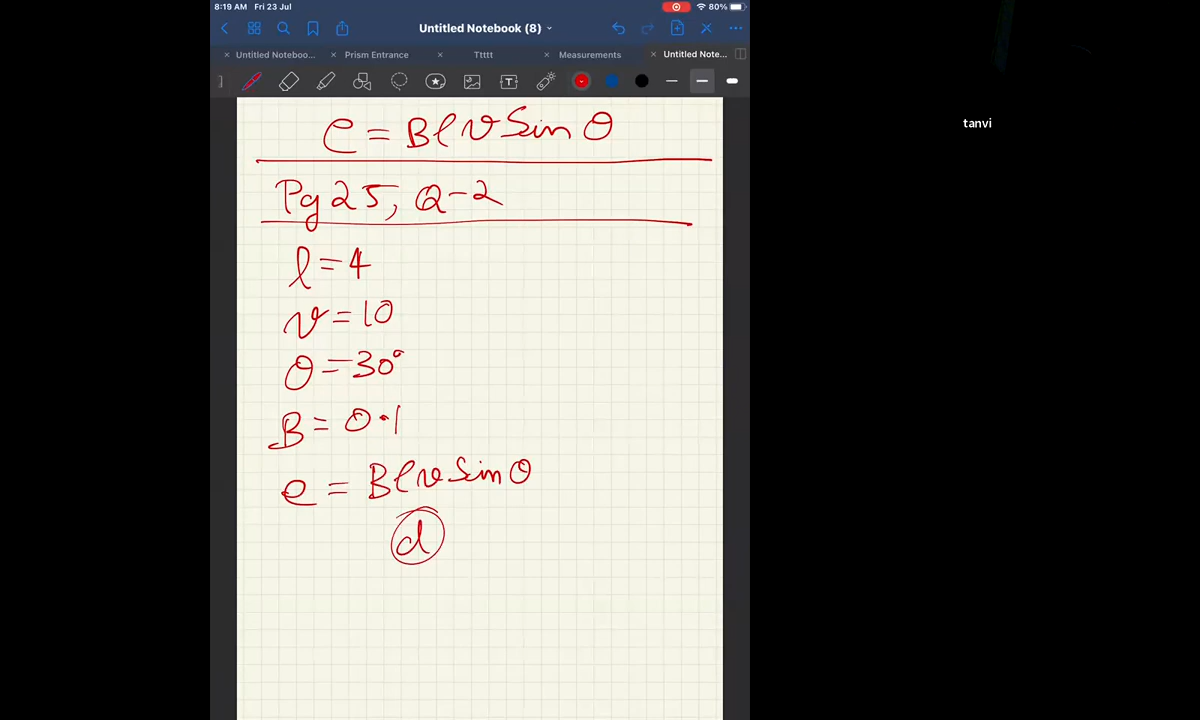 8:19 AM Fri 23 Jul 80%
Untitled Notebook (8)
Untitled Noteboo... Prism Entrance Ttttt Measurements Untitled Note...
T
e = Blv Sin θ
tanvi
Pg 25, Q-2
l = 4
v = 10
θ = 30°
B = 0.1
e = Blv Sin θ
d